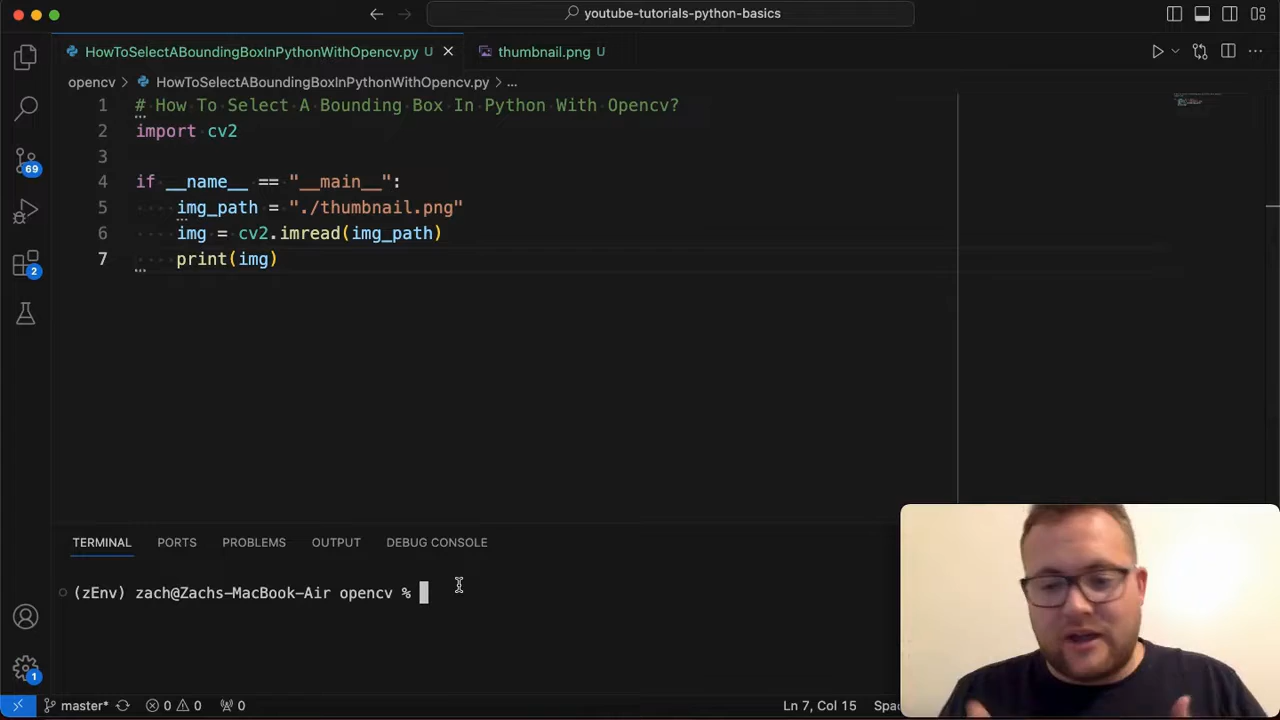 youtube-tutorials-python-basics
HowToSelectABoundingBoxInPythonWithOpencv.py U
thumbnail.png U
opencv > HowToSelectABoundingBoxInPythonWithOpencv.py > ...
1 # How To Select A Bounding Box In Python With Opencv?
2 import cv2
3
4 if __name__ == "__main__":
5 img_path = "./thumbnail.png"
6 img = cv2.imread(img_path)
7 print(img)
69
2
TERMINAL PORTS PROBLEMS OUTPUT DEBUG CONSOLE
(zEnv) zach@Zachs-MacBook-Air opencv %
1
master* 0 0 0 Ln 7, Col 15